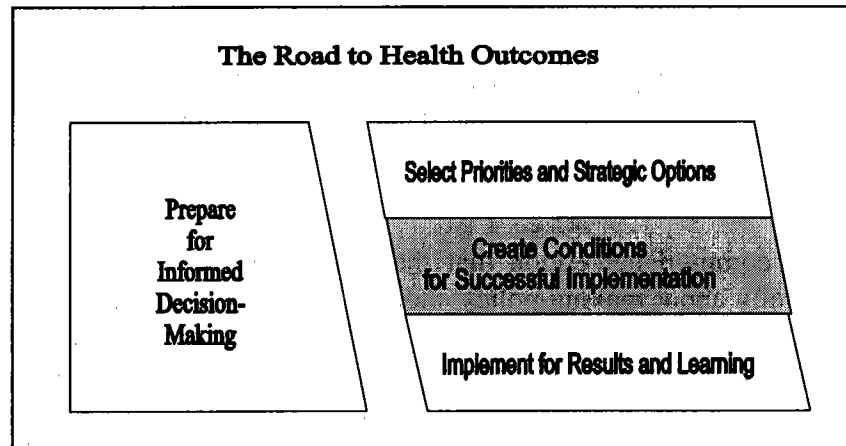 The Road to Health Outcomes
Prepare
for
Informed
Decision-
Making
Select Priorities and Strategic Options
Create Conditions
for Successful Implementation
Implement for Results and Learning